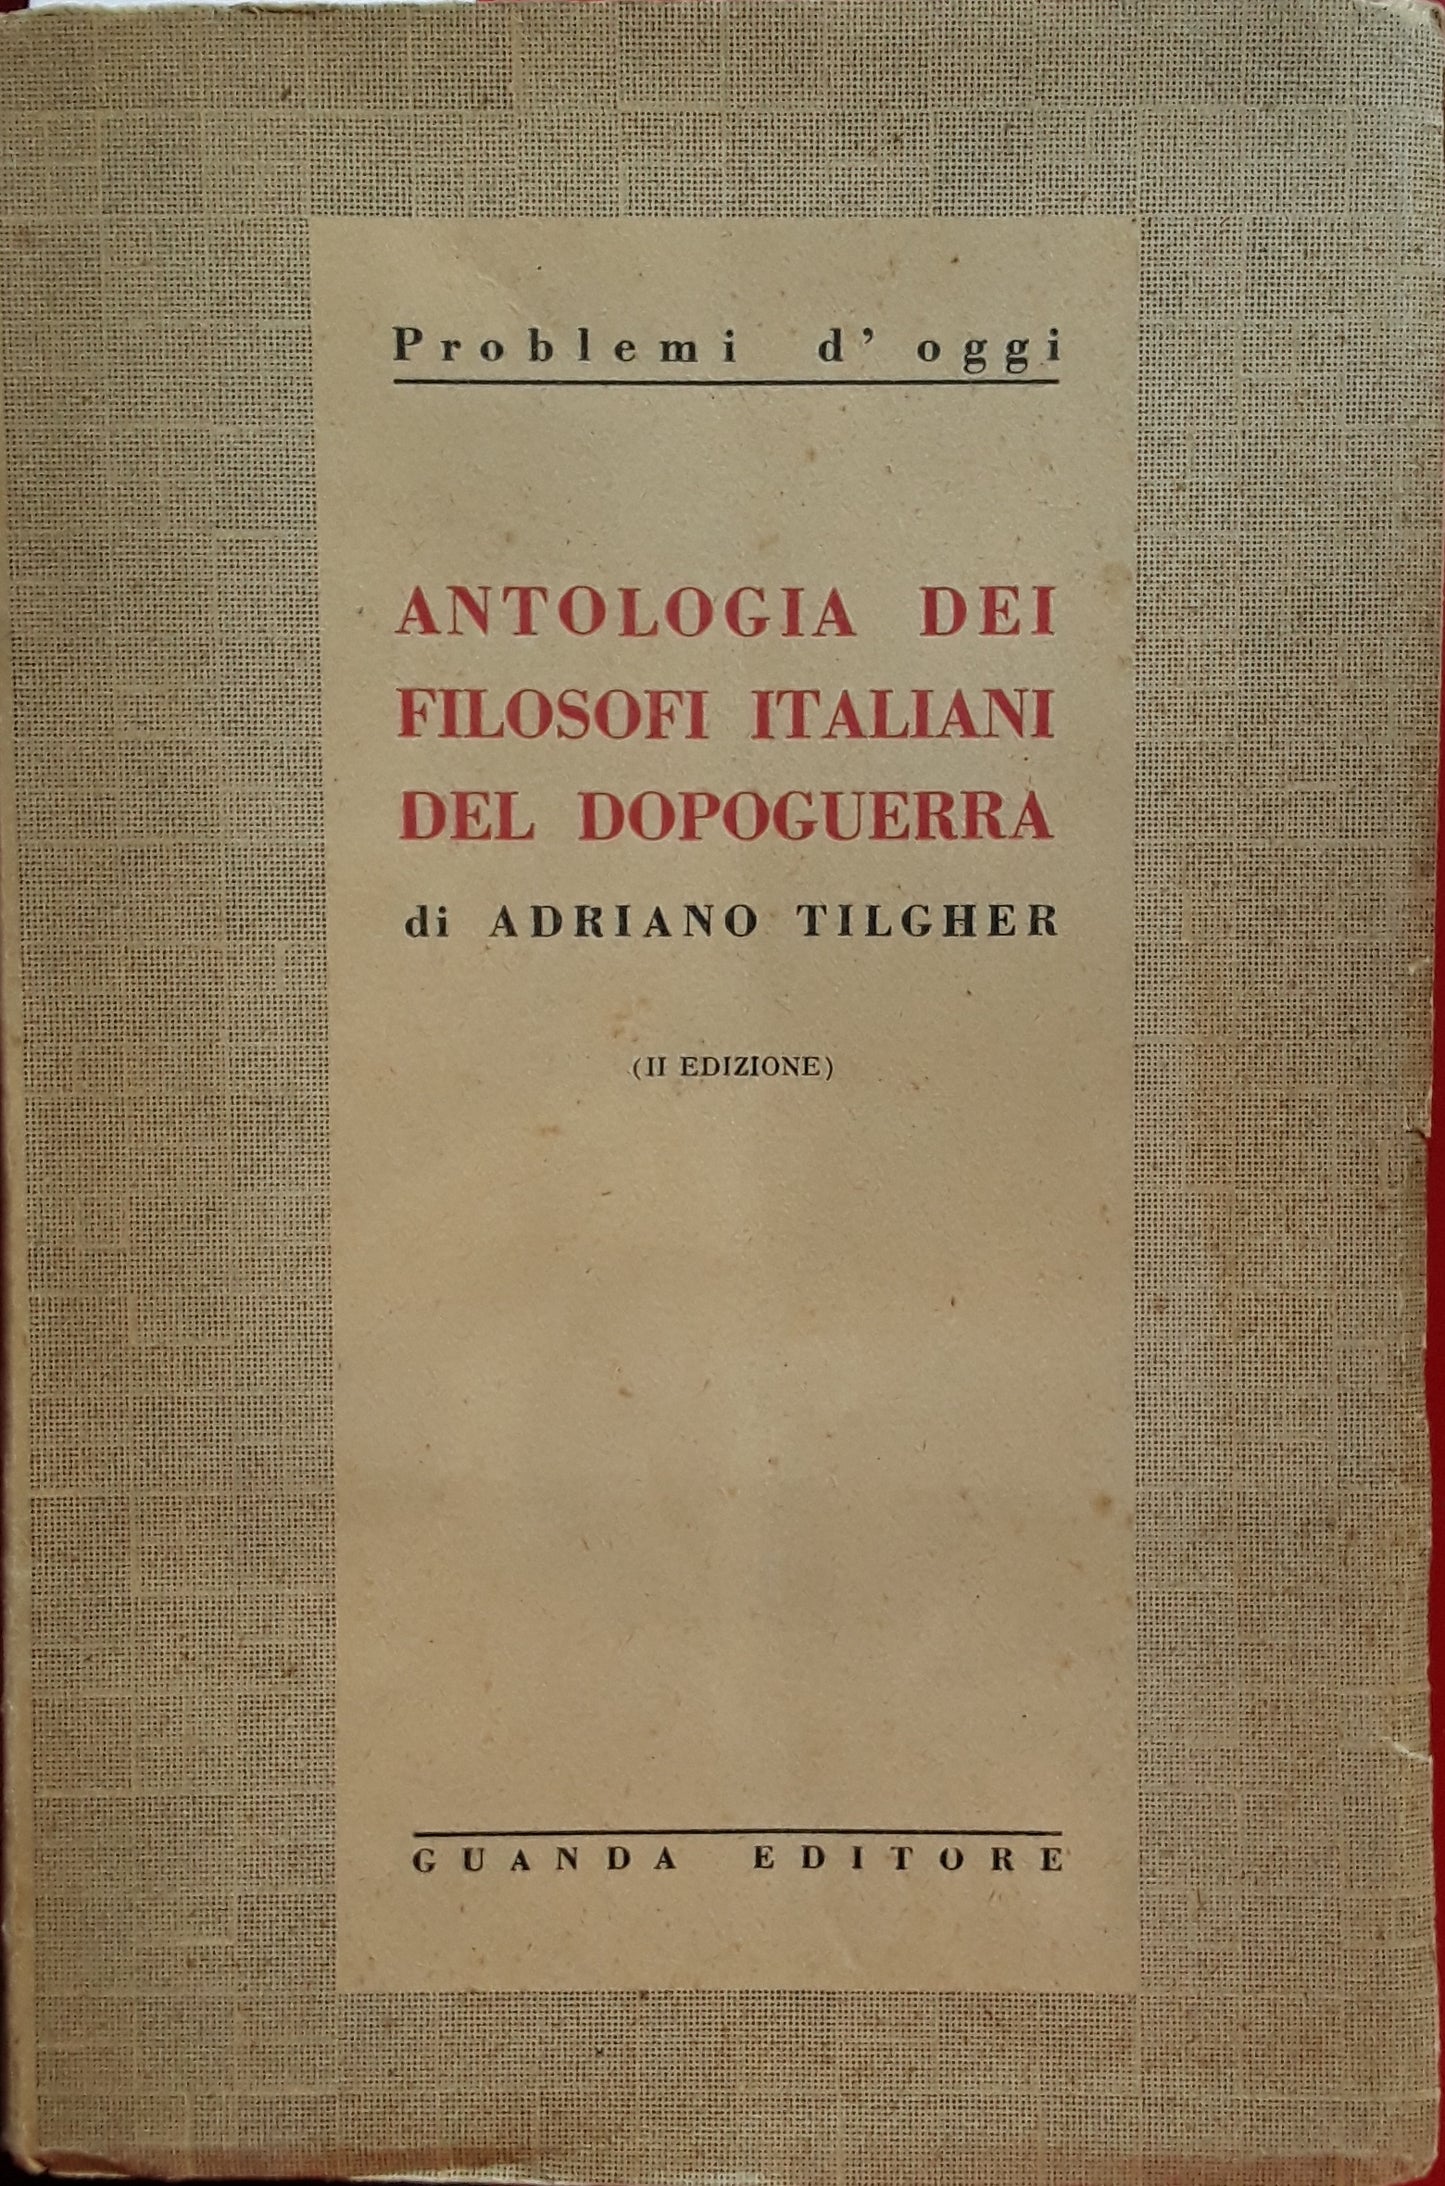 Problemi d' oggi
ANTOLOGIA DEI
FILOSOFI ITALIANI
DEL DOPOGUERRA
di ADRIANO TILGHER
(II EDIZIONE)
GUANDA EDITORE